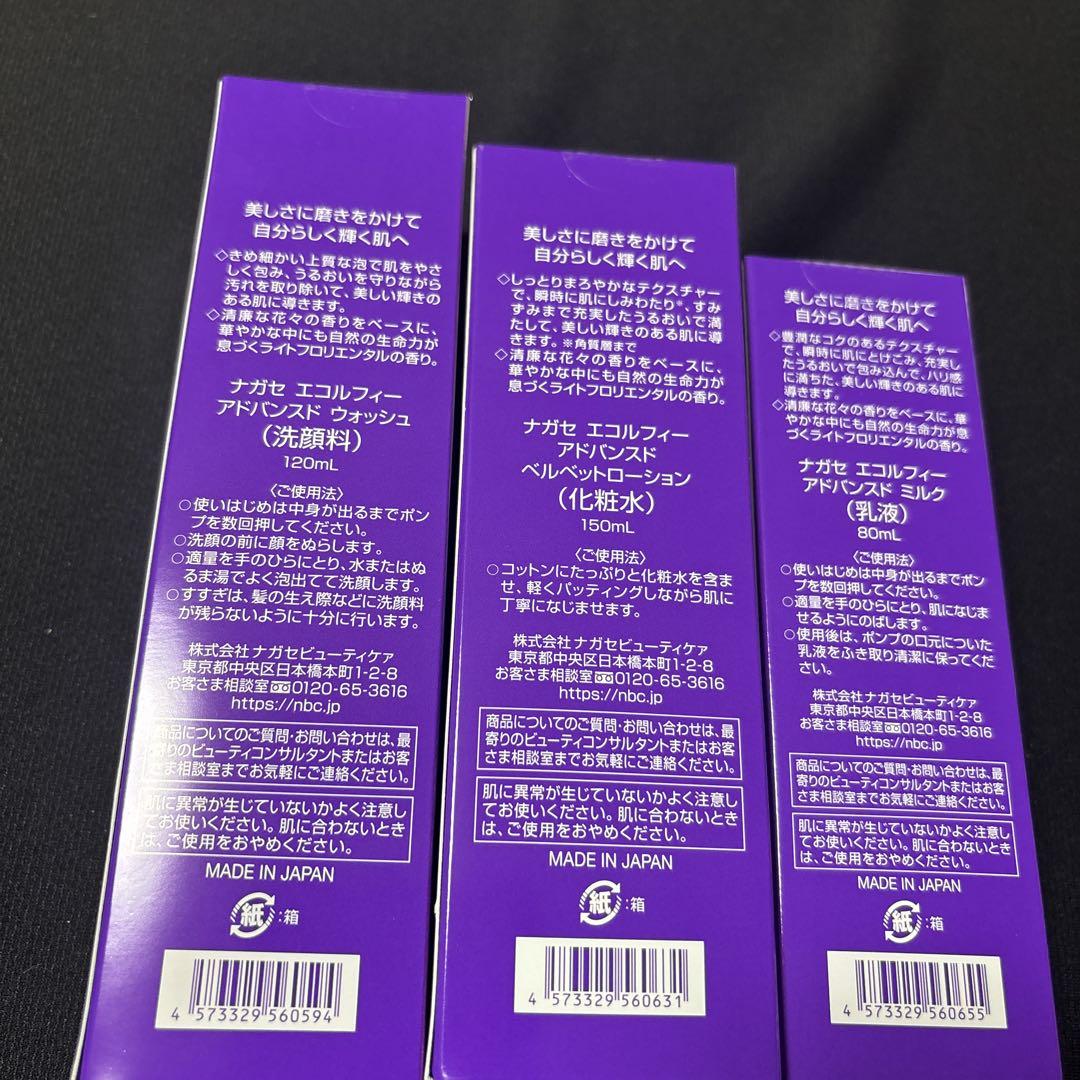 美しさに磨きをかけて
自分らしく輝く肌へ
◇きめ細かい上質な泡で肌をやさ
しく包み、うるおいを守りながら
汚れを取り除いて、美しい輝きの
ある肌に導きます。
◇清廉な花々の香りをベースに、
華やかな中にも自然の生命力が
息づくライトフロリエンタルの香り。
ナガセ エコルフィー
アドバンスド ウォッシュ
(洗顔料)
120mL
〈ご使用法〉
○使いはじめは中身が出るまでポン
プを数回押してください。
○洗顔の前に顔をぬらします。
○適量を手のひらにとり、水またはぬ
るま湯でよく泡出てて洗顔します。
○すすぎは、髪の生え際などに洗顔料
が残らないように十分に行います。
株式会社 ナガセビューティケァ
東京都中央区日本橋本町1-2-8
お客さま相談室 0120-65-3616
https://nbc.jp
商品についてのご質問・お問い合わせは、最
寄りのビューティコンサルタントまたはお客
さま相談室までお気軽にご連絡ください。
肌に異常が生じていないかよく注意し
てお使いください。肌に合わないとき
は、ご使用をおやめください。
MADE IN JAPAN
紙:箱
4 573329 560594
美しさに磨きをかけて
自分らしく輝く肌へ
◇しっとりまろやかなテクスチャー
で、瞬時に肌にしみわたり※、すみ
ずみまで充実したうるおいで満
たして、美しい輝きのある肌に導
きます。※角質層まで
◇清廉な花々の香りをベースに、
華やかな中にも自然の生命力が
息づくライトフロリエンタルの香り。
ナガセ エコルフィー
アドバンスド
ベルベットローション
(化粧水)
150mL
〈ご使用法〉
○コットンにたっぷりと化粧水を含ま
せ、軽くパッティングしながら肌に
丁寧になじませます。
株式会社 ナガセビューティケァ
東京都中央区日本橋本町1-2-8
お客さま相談室 0120-65-3616
https://nbc.jp
商品についてのご質問・お問い合わせは、最
寄りのビューティコンサルタントまたはお客
さま相談室までお気軽にご連絡ください。
肌に異常が生じていないかよく注意し
てお使いください。肌に合わないとき
は、ご使用をおやめください。
MADE IN JAPAN
紙:箱
4 573329 560631
美しさに磨きをかけて
自分らしく輝く肌へ
◇豊潤なコクのあるテクスチャー
で、瞬時に肌にとけこみ、充実し
たうるおいで包み込んで、ハリ感
に満ちた、美しい輝きのある肌に
導きます。
◇清廉な花々の香りをベースに、華
やかな中にも自然の生命力が息
づくライトフロリエンタルの香り。
ナガセ エコルフィー
アドバンスド ミルク
(乳液)
80mL
〈ご使用法〉
○使いはじめは中身が出るまでポン
プを数回押してください。
○適量を手のひらにとり、肌になじま
せるようにのばします。
○使用後は、ポンプの口元についた
乳液をふき取り清潔に保ってくだ
さい。
株式会社 ナガセビューティケァ
東京都中央区日本橋本町1-2-8
お客さま相談室 0120-65-3616
https://nbc.jp
商品についてのご質問・お問い合わせは、最
寄りのビューティコンサルタントまたはお客
さま相談室までお気軽にご連絡ください。
肌に異常が生じていないかよく注意し
てお使いください。肌に合わないとき
は、ご使用をおやめください。
MADE IN JAPAN
紙:箱
4 573329 560655